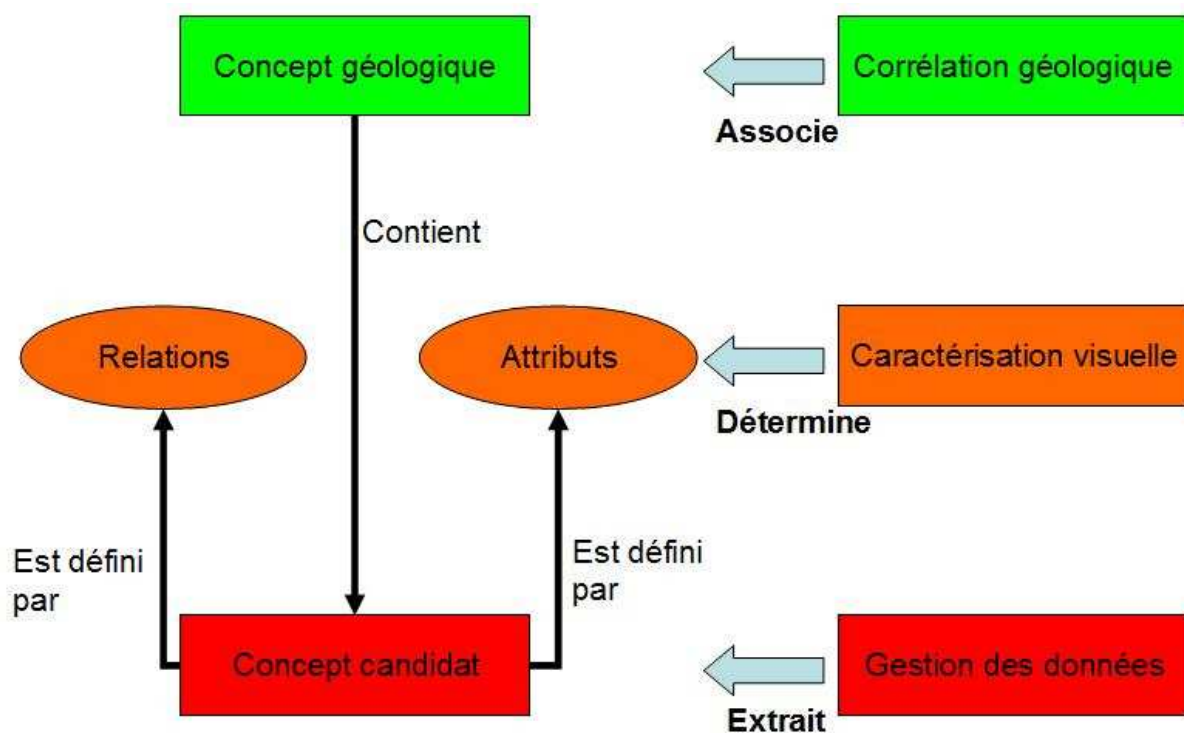 Concept géologique
Corrélation géologique
Associe
Contient
Relations
Attributs
Caractérisation visuelle
Détermine
Est défini
par
Est défini
par
Concept candidat
Gestion des données
Extrait